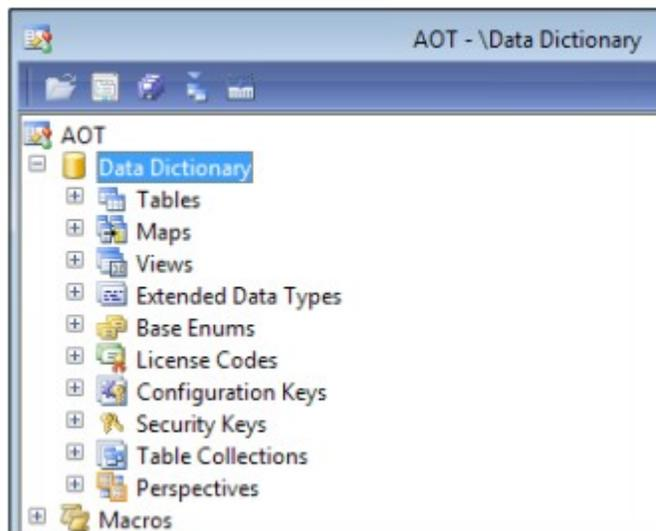 AOT - \Data Dictionary
AOT
Data Dictionary
Tables
Maps
Views
Extended Data Types
Base Enums
License Codes
Configuration Keys
Security Keys
Table Collections
Perspectives
Macros